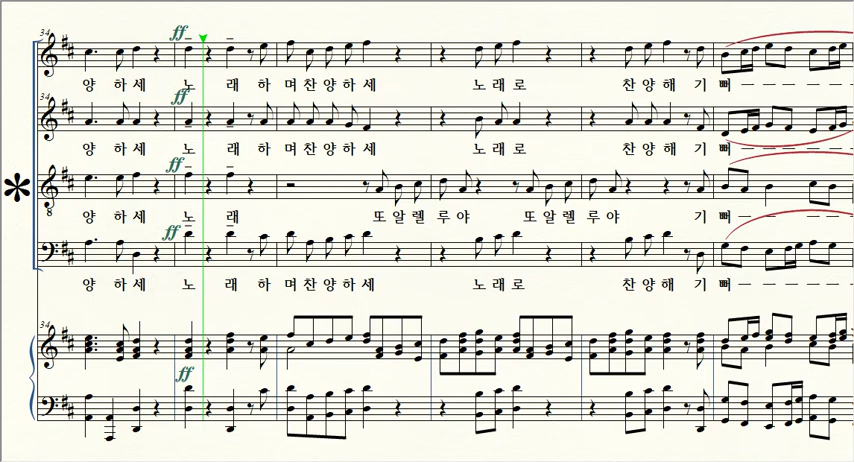 34
ff
양 하 세 노 래 하 며 찬 양 하 세 노 래 로 찬 양 해 기 뻐
34
ff
양 하 세 노 래 하 며 찬 양 하 세 노 래 로 찬 양 해 기 뻐
ff
8
양 하 세 노 래 또 알 렐 루 야 또 알 렐 루 야 기 뻐
ff
양 하 세 노 래 하 며 찬 양 하 세 노 래 로 찬 양 해 기 뻐
34
ff